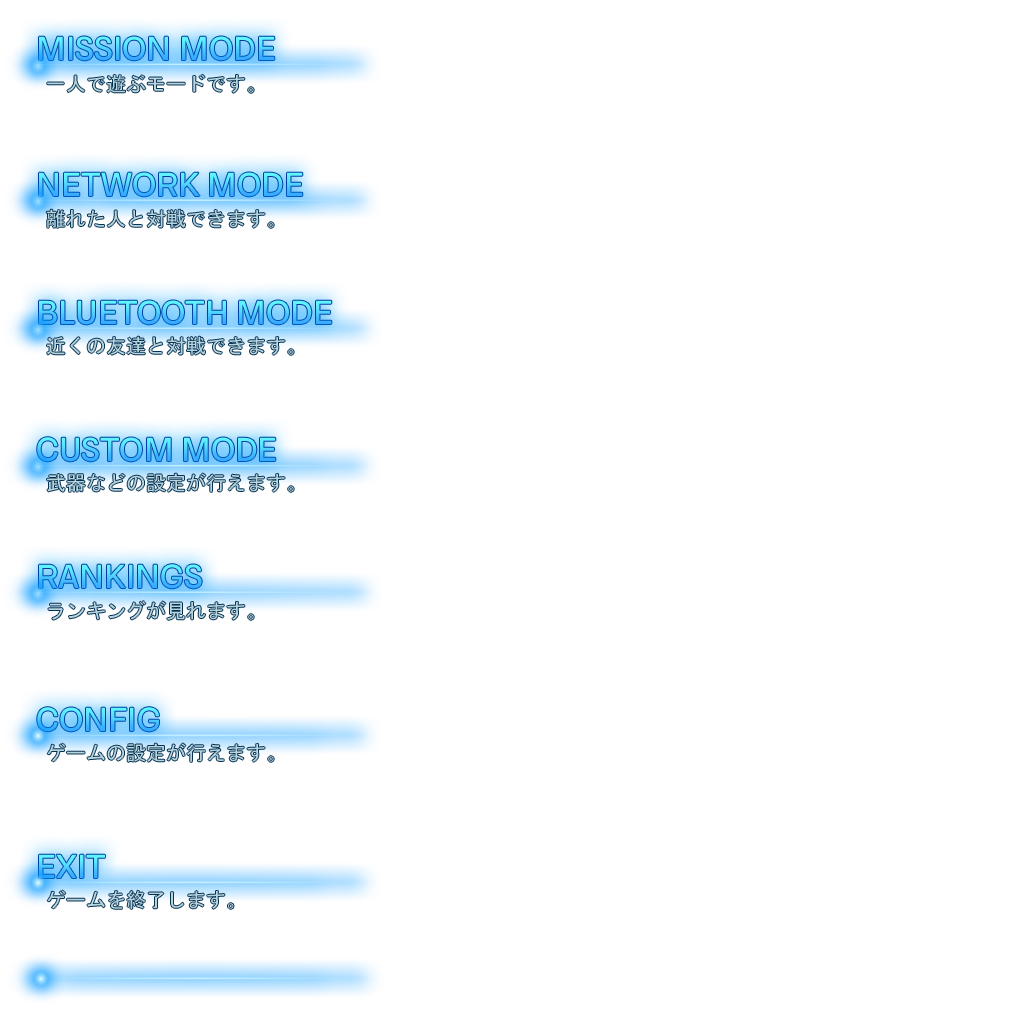 MISSION MODE
一人で遊ぶモードです。
NETWORK MODE
離れた人と対戦できます。
BLUETOOTH MODE
近くの友達と対戦できます。
CUSTOM MODE
武器などの設定が行えます。
RANKINGS
ランキングが見れます。
CONFIG
ゲームの設定が行えます。
EXIT
ゲームを終了します。